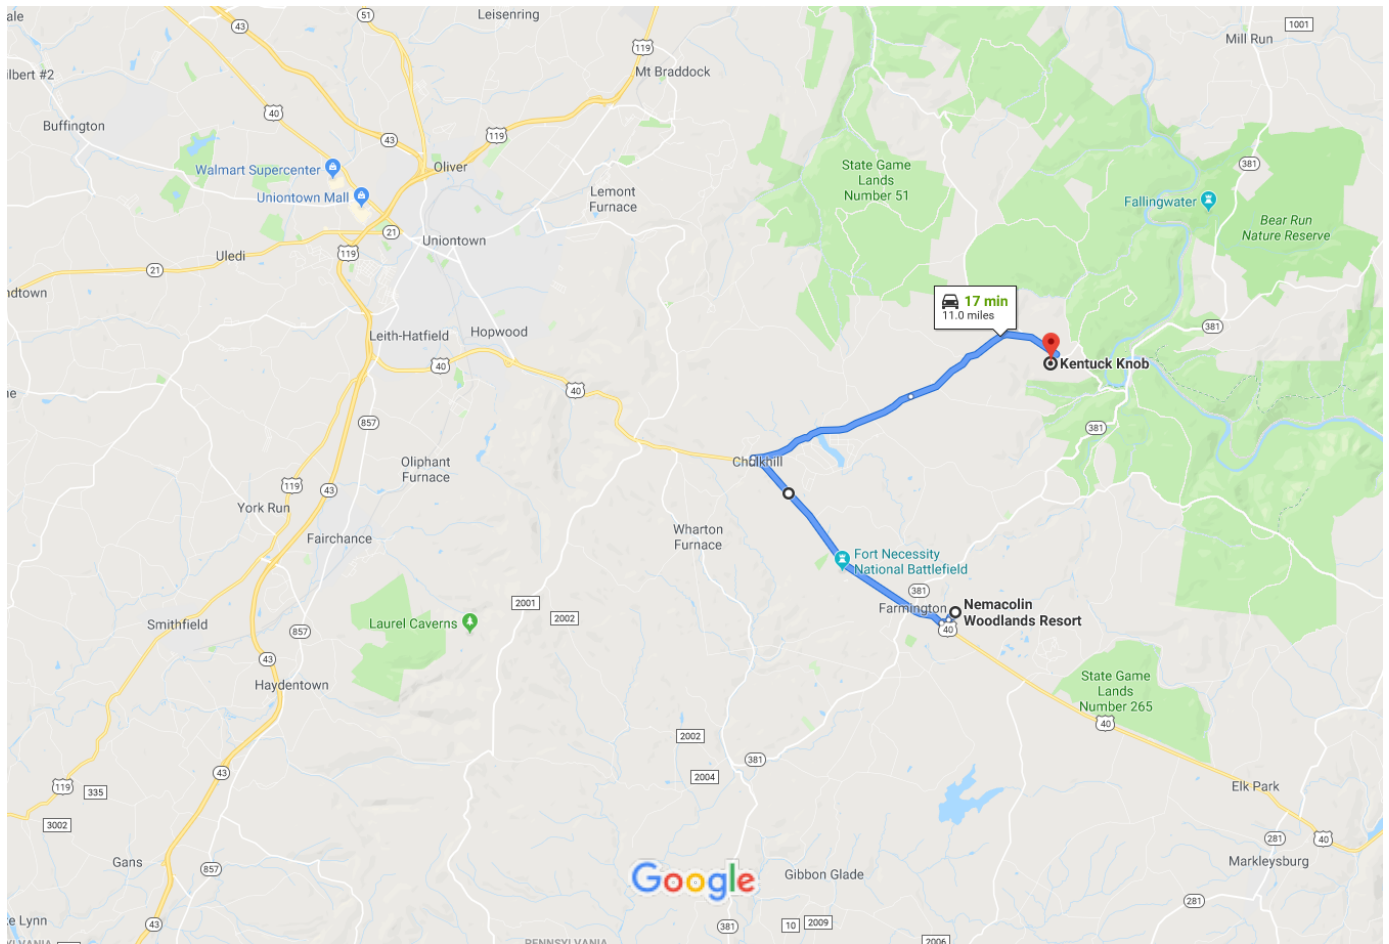 51
Leisenring
43
1001
Mill Run
119
Mt Braddock
ilbert #2
40
Buffington
43
119
381
Walmart Supercenter
Oliver
State Game
Lands
Number 51
Uniontown Mall
Lemont
Furnace
Fallingwater
Bear Run
Nature Reserve
21
Uniontown
119
Uledi
21
ndtown
17 min
11.0 miles
381
Leith-Hatfield
Hopwood
40
Kentuck Knob
40
857
381
Oliphant
Furnace
Chalkhill
119
43
York Run
Wharton
Furnace
Fairchance
Fort Necessity
National Battlefield
381
2001
2002
Farmington
Nemacolin
Woodlands Resort
40
Laurel Caverns
Smithfield
857
43
Haydentown
State Game
Lands
Number 265
40
2002
381
2004
43
119
335
Elk Park
3002
40
281
Gans
857
Markleysburg
Google
Gibbon Glade
281
ke Lynn
43
381
10
2009
2006
PENNSYLVANIA